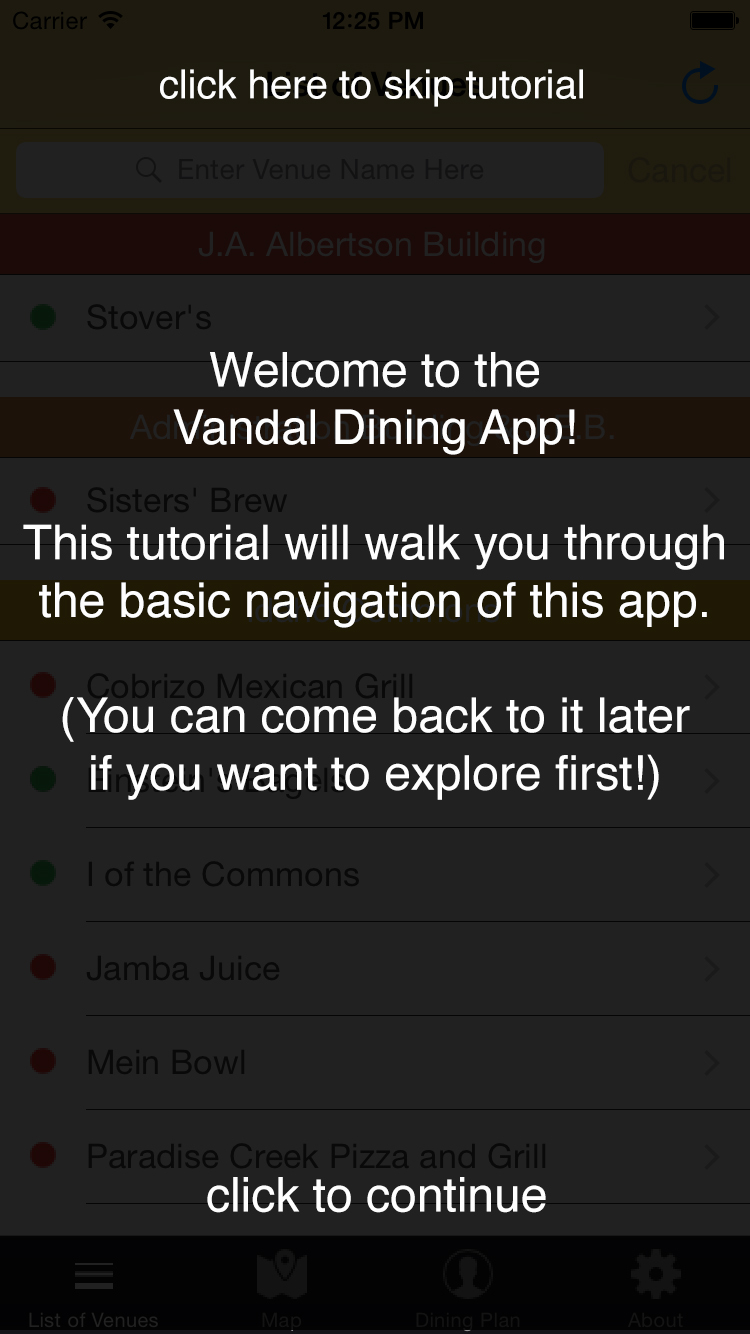 Carrier 12:25 PM
click here to skip tutorial
Enter Venue Name Here Cancel
J.A. Albertson Building
Stover's
Welcome to the
Vandal Dining App!
Sisters' Brew
This tutorial will walk you through
the basic navigation of this app.
Cobrizo Mexican Grill
(You can come back to it later
if you want to explore first!)
I of the Commons
Jamba Juice
Mein Bowl
Paradise Creek Pizza and Grill
click to continue
List of Venues Map Dining Plan About